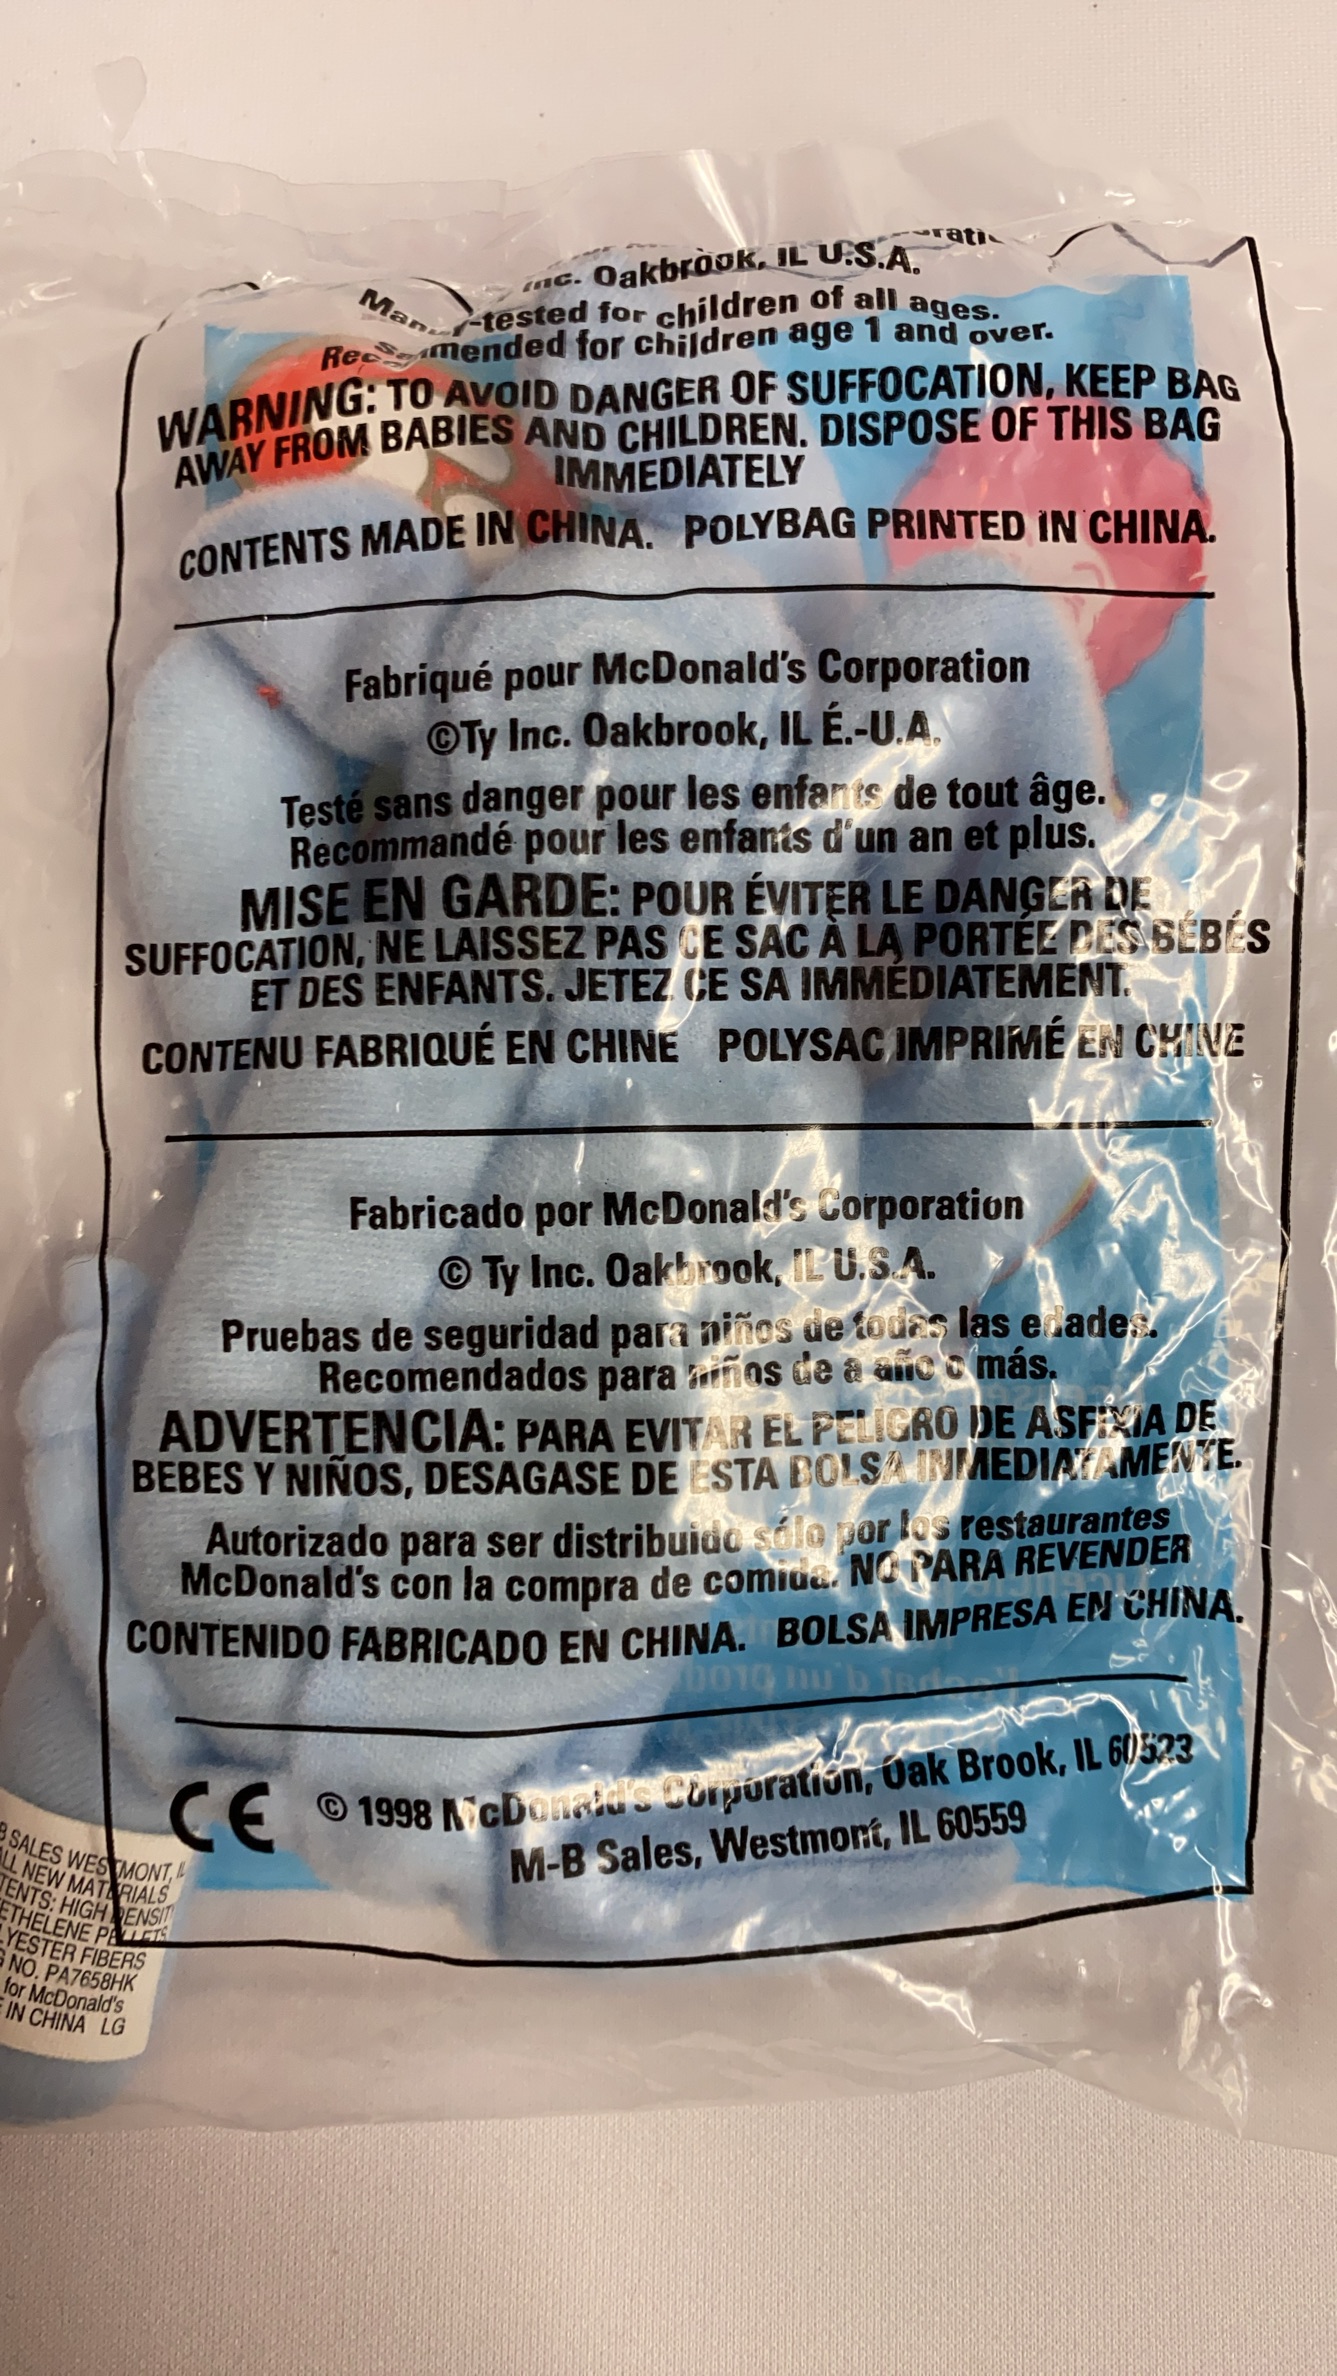 Inc. Oakbrook, IL U.S.A.
-tested for children of all ages.
Recommended for children age 1 and over.
WARNING: TO AVOID DANGER OF SUFFOCATION, KEEP BAG
AWAY FROM BABIES AND CHILDREN. DISPOSE OF THIS BAG
IMMEDIATELY
CONTENTS MADE IN CHINA. POLYBAG PRINTED IN CHINA.
Fabriqué pour McDonald's Corporation
©Ty Inc. Oakbrook, IL É.-U.A.
Testé sans danger pour les enfants de tout âge.
Recommandé pour les enfants d'un an et plus.
MISE EN GARDE: POUR ÉVITER LE DANGER DE
SUFFOCATION, NE LAISSEZ PAS CE SAC À LA PORTÉE DES BÉBÉS
ET DES ENFANTS. JETEZ CE SA IMMÉDIATEMENT.
CONTENU FABRIQUÉ EN CHINE POLYSAC IMPRIMÉ EN CHINE
Fabricado por McDonald's Corporation
© Ty Inc. Oakbrook, IL U.S.A.
Pruebas de seguridad para niños de todas las edades.
Recomendados para niños de a año o más.
ADVERTENCIA: PARA EVITAR EL PELIGRO DE ASFIXIA DE
BEBES Y NIÑOS, DESAGASE DE ESTA BOLSA INMEDIATAMENTE.
Autorizado para ser distribuido sólo por los restaurantes
McDonald's con la compra de comida. NO PARA REVENDER
CONTENIDO FABRICADO EN CHINA. BOLSA IMPRESA EN CHINA.
CE © 1998 McDonald's Corporation, Oak Brook, IL 60523
M-B Sales, Westmont, IL 60559
B SALES WESTMONT, IL
ALL NEW MATERIALS
TENTS: HIGH DENSITY
ETHELENE PELLETS
LYESTER FIBERS
NO. PA7658HK
for McDonald's
IN CHINA LG